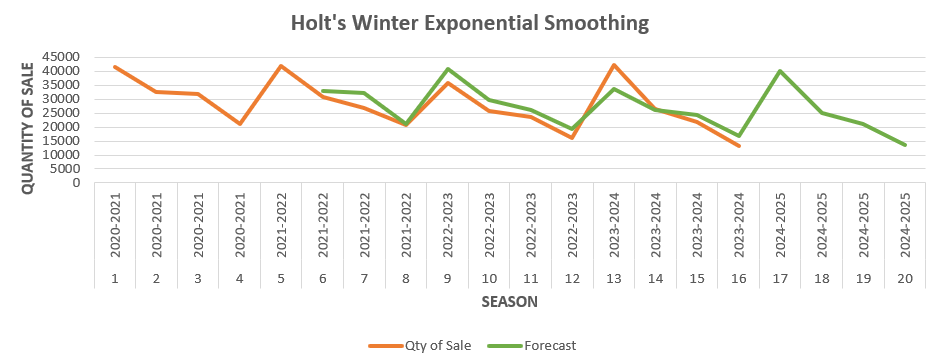 Holt's Winter Exponential Smoothing
QUANTITY OF SALE
45000
40000
35000
30000
25000
20000
15000
10000
5000
0
2020-2021 2020-2021 2020-2021 2020-2021 2021-2022 2021-2022 2021-2022 2021-2022 2022-2023 2022-2023 2022-2023 2022-2023 2023-2024 2023-2024 2023-2024 2023-2024 2024-2025 2024-2025 2024-2025 2024-2025
1 2 3 4 5 6 7 8 9 10 11 12 13 14 15 16 17 18 19 20
SEASON
Qty of Sale Forecast